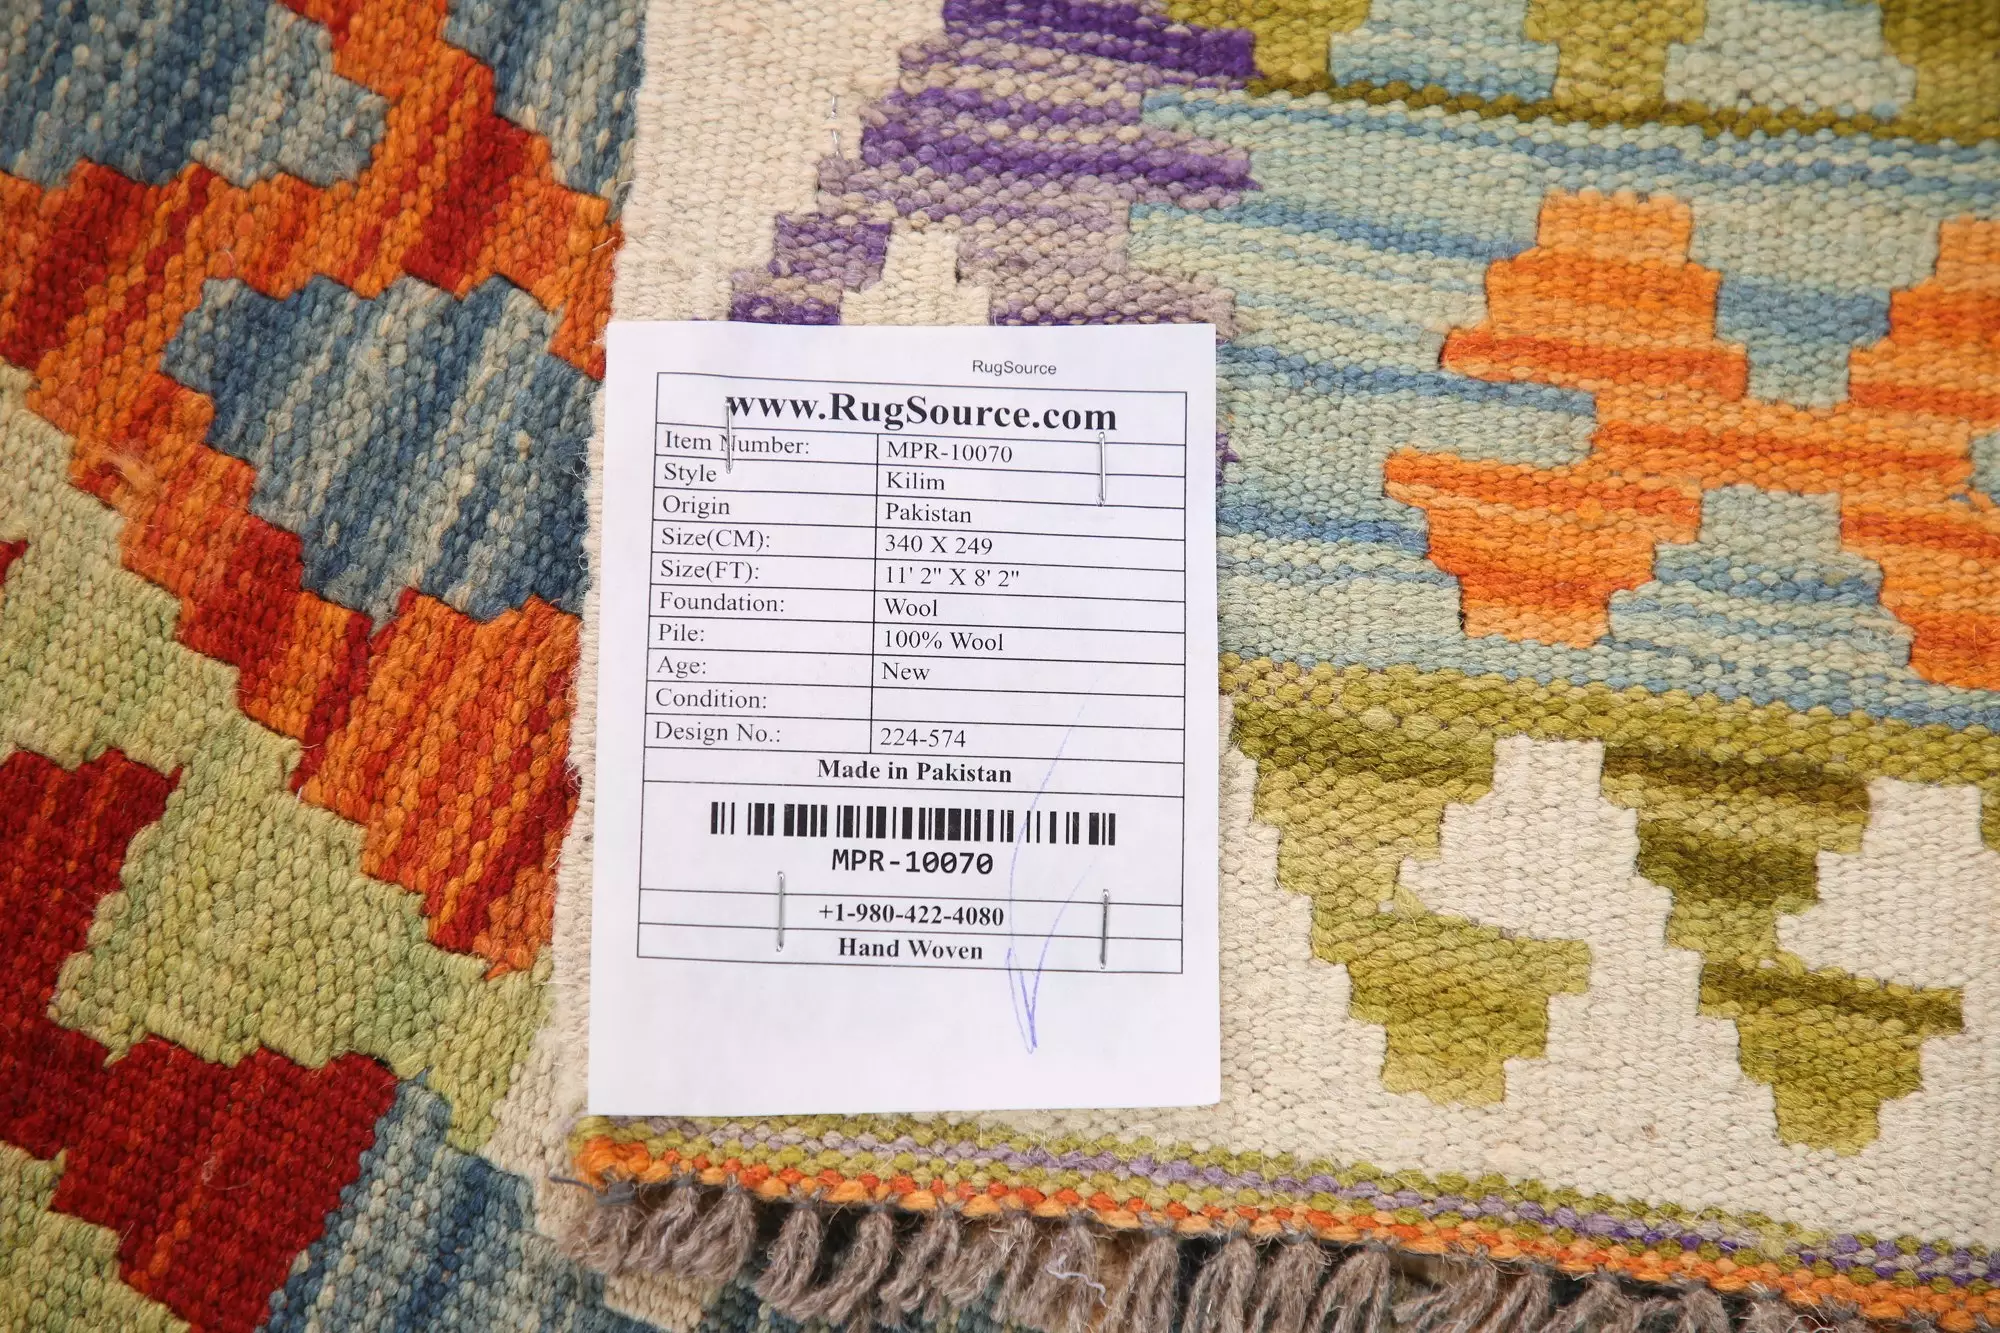 RugSource
www.RugSource.com
Item Number: MPR-10070
Style Kilim
Origin Pakistan
Size(CM): 340 X 249
Size(FT): 11' 2" X 8' 2"
Foundation: Wool
Pile: 100% Wool
Age: New
Condition:
Design No.: 224-574
Made in Pakistan
MPR-10070
+1-980-422-4080
Hand Woven